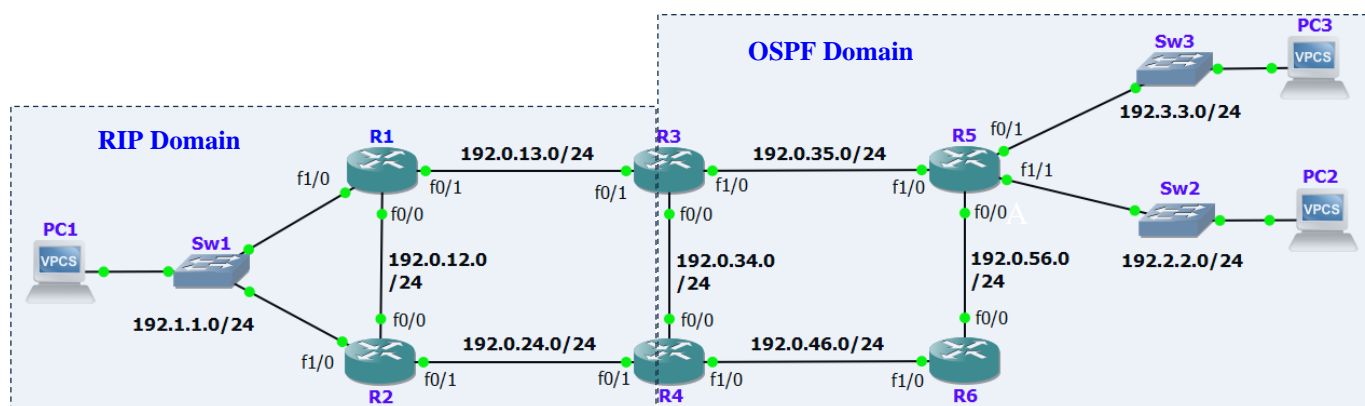 PC3
Sw3
VPCS
OSPF Domain
192.3.3.0/24
RIP Domain
R1
192.0.13.0/24
R3
192.0.35.0/24
R5
f0/1
f1/0
f0/1
f0/1
f1/0
f1/0
f1/1
Sw2
PC2
VPCS
f0/0
f0/0
f0/0
A
PC1
Sw1
VPCS
192.0.12.0
/24
192.0.34.0
/24
192.0.56.0
/24
192.2.2.0/24
192.1.1.0/24
f0/0
f0/0
f0/0
192.0.24.0/24
192.0.46.0/24
f1/0
f0/1
f0/1
f1/0
f1/0
R2
R4
R6